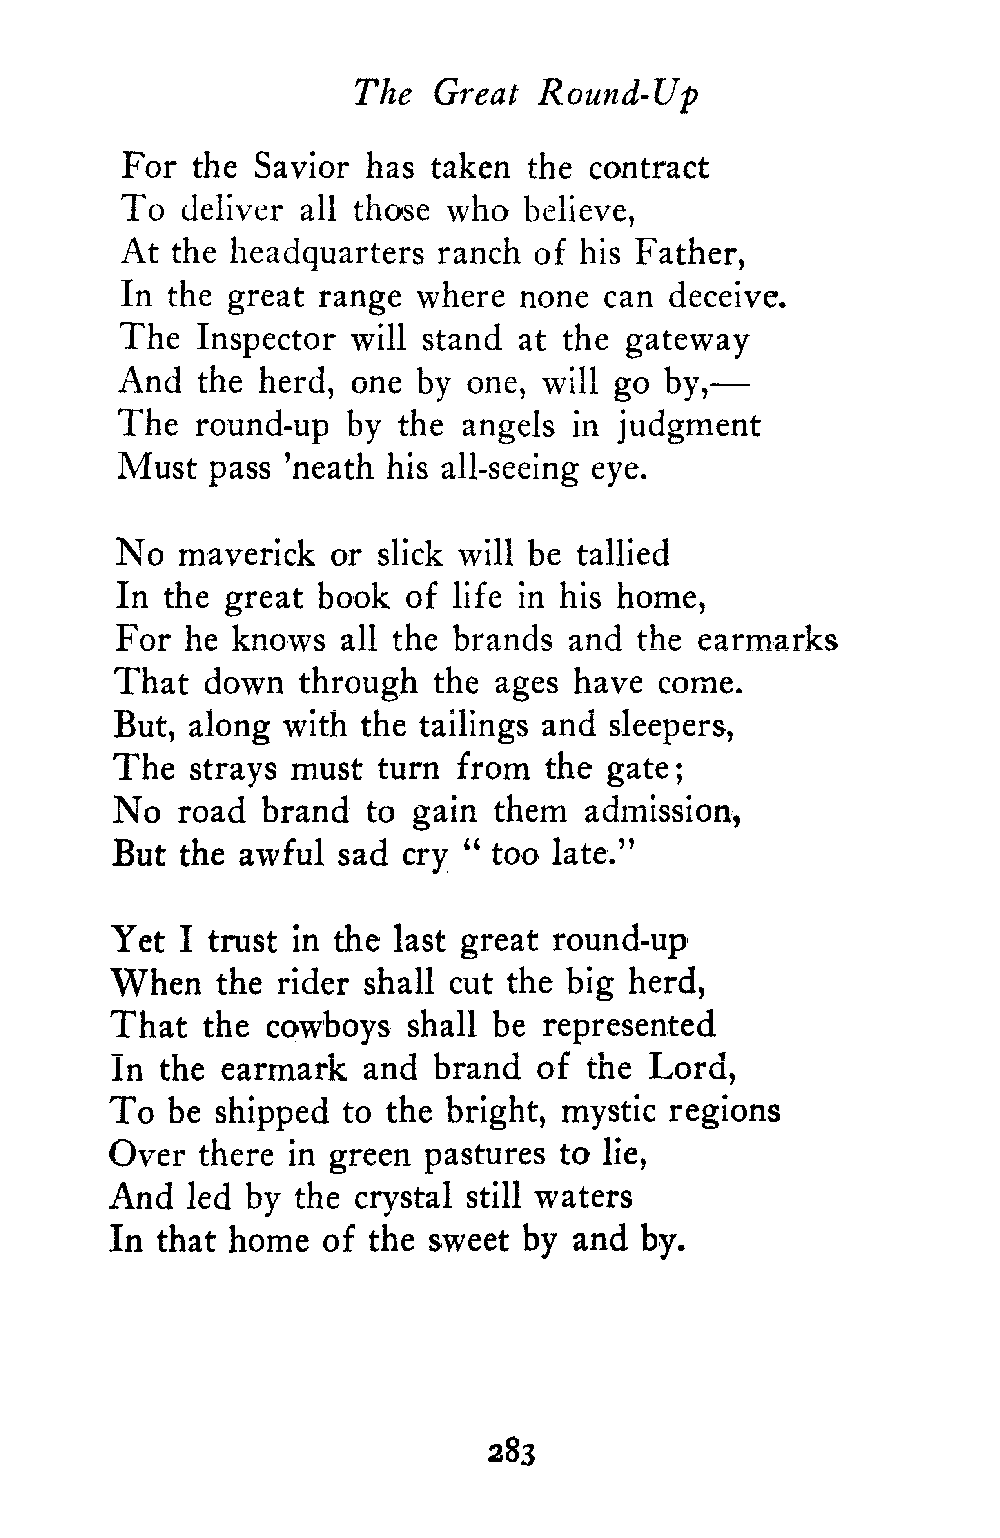 The Great Round-Up
For the Savior has taken the contract
To deliver all those who believe,
At the headquarters ranch of his Father,
In the great range where none can deceive.
The Inspector will stand at the gateway
And the herd, one by one, will go by,—
The round-up by the angels in judgment
Must pass ’neath his all-seeing eye.
No maverick or slick will be tallied
In the great book of life in his home,
For he knows all the brands and the earmarks
That down through the ages have come.
But, along with the tailings and sleepers,
The strays must turn from the gate;
No road brand to gain them admission,
But the awful sad cry “ too late.”
Yet I trust in the last great round-up
When the rider shall cut the big herd,
That the cowboys shall be represented
In the earmark and brand of the Lord,
To be shipped to the bright, mystic regions
Over there in green pastures to lie,
And led by the crystal still waters
In that home of the sweet by and by.
283